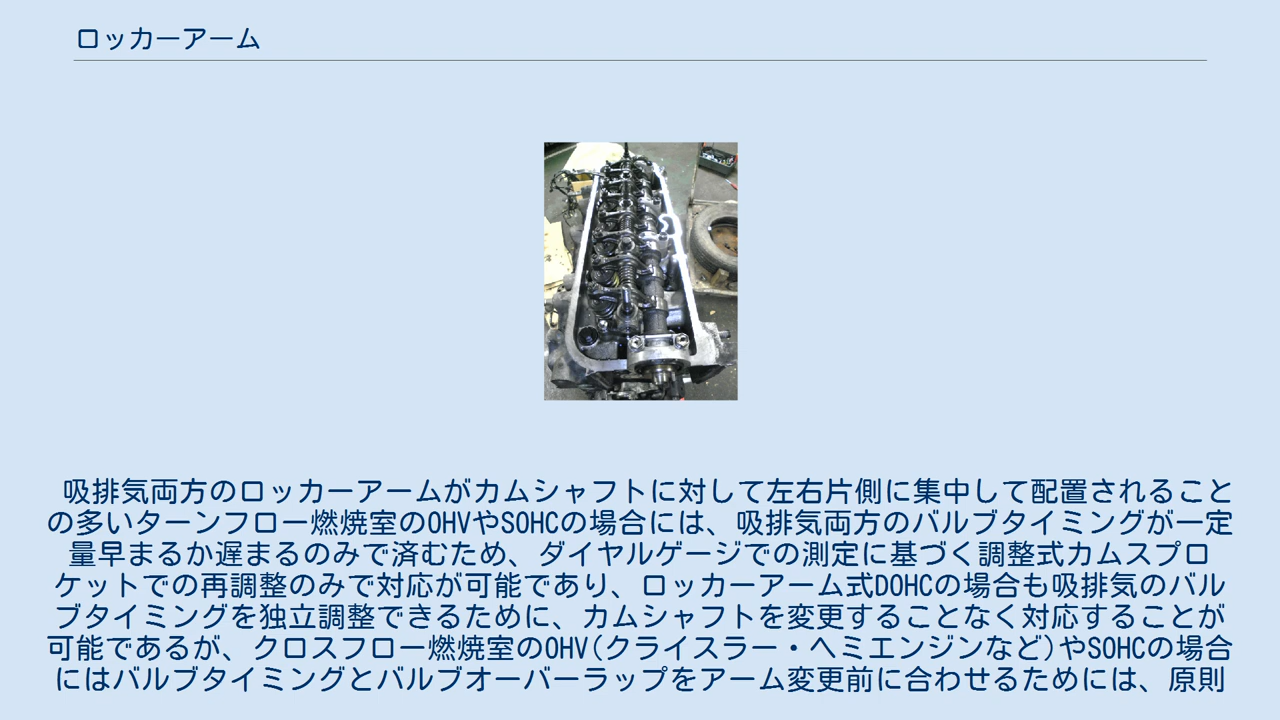 ロッカーアーム
吸排気両方のロッカーアームがカムシャフトに対して左右片側に集中して配置されること
の多いターンフロー燃焼室のOHVやSOHCの場合には、吸排気両方のバルブタイミングが一定
量早まるか遅まるのみで済むため、ダイヤルゲージでの測定に基づく調整式カムスプロ
ケットでの再調整のみで対応が可能であり、ロッカーアーム式DOHCの場合も吸排気のバル
ブタイミングを独立調整できるために、カムシャフトを変更することなく対応することが
可能であるが、クロスフロー燃焼室のOHV(クライスラー・ヘミエンジンなど)やSOHCの場合
にはバルブタイミングとバルブオーバーラップをアーム変更前に合わせるためには、原則